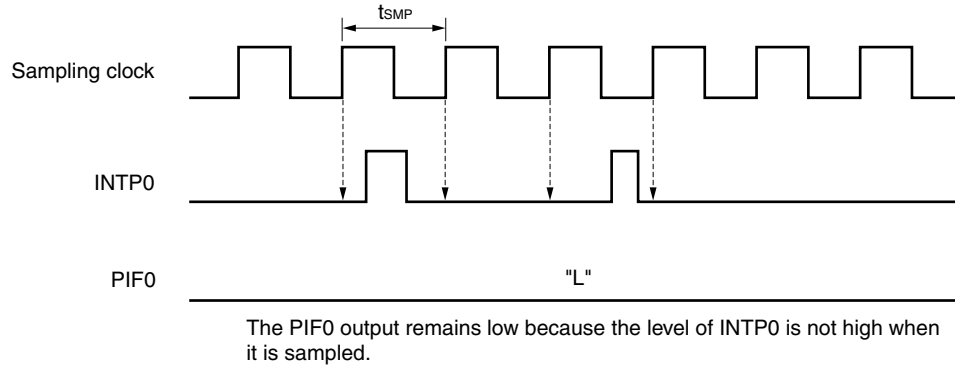 tSMP
Sampling clock
INTP0
PIF0
"L"
The PIF0 output remains low because the level of INTP0 is not high when
it is sampled.